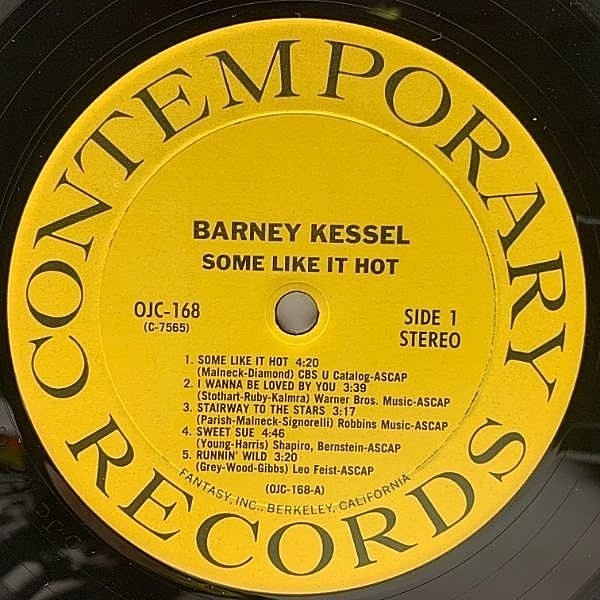 CONTEMPORARY RECORDS
BARNEY KESSEL
SOME LIKE IT HOT
OJC-168
(C-7565)
SIDE 1
STEREO
1. SOME LIKE IT HOT 4:20
(Malneck-Diamond) CBS U Catalog-ASCAP
2. I WANNA BE LOVED BY YOU 3:39
(Stothart-Ruby-Kalmra) Warner Bros. Music-ASCAP
3. STAIRWAY TO THE STARS 3:17
(Parish-Malneck-Signorelli) Robbins Music-ASCAP
4. SWEET SUE 4:46
(Young-Harris) Shapiro, Bernstein-ASCAP
5. RUNNIN' WILD 3:20
(Grey-Wood-Gibbs) Leo Feist-ASCAP
(OJC-168-A)
FANTASY, INC., BERKELEY, CALIFORNIA